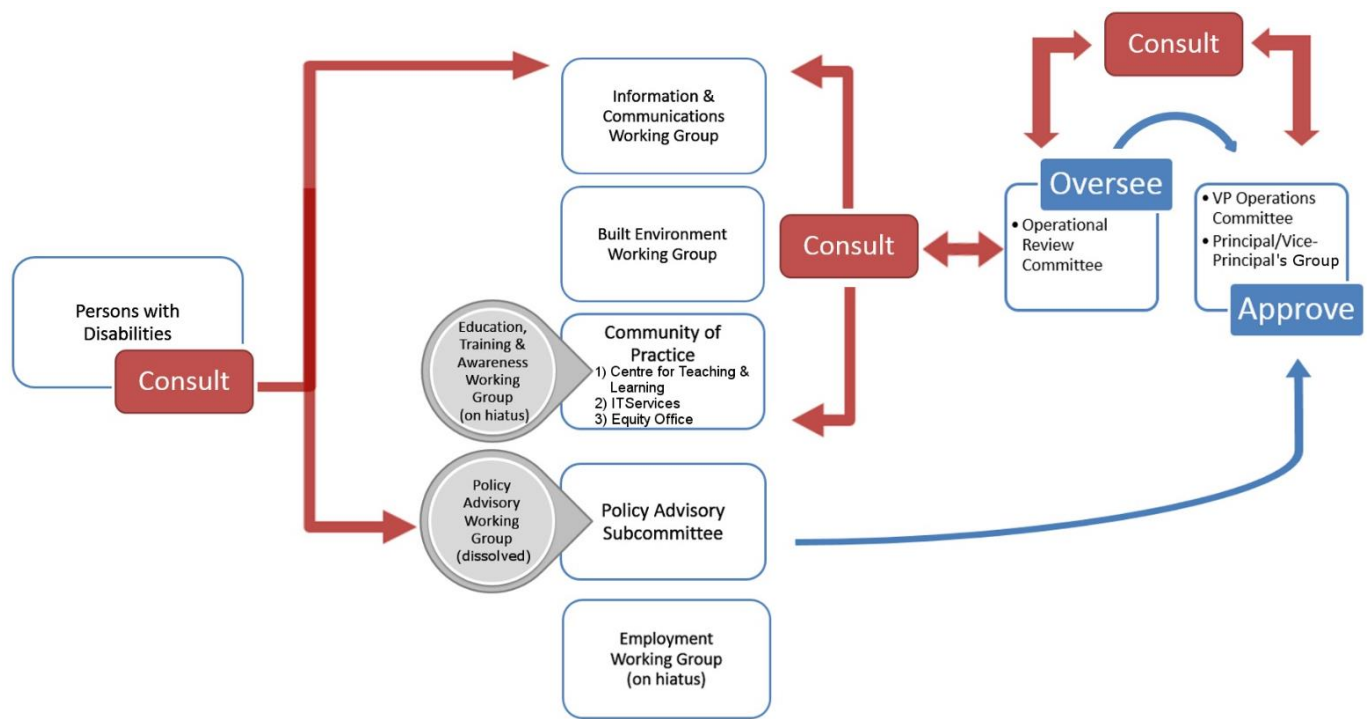 Persons with
Disabilities
Consult
Information &
Communications
Working Group
Built Environment
Working Group
Education,
Training &
Awareness
Working
Group
(on hiatus)
Community of
Practice
1) Centre for Teaching &
Learning
2) ITServices
3) Equity Office
Policy
Advisory
Working
Group
(dissolved)
Policy Advisory
Subcommittee
Employment
Working Group
(on hiatus)
Consult
Consult
Oversee
• Operational
Review
Committee
• VP Operations
Committee
• Principal/Vice-
Principal's Group
Approve